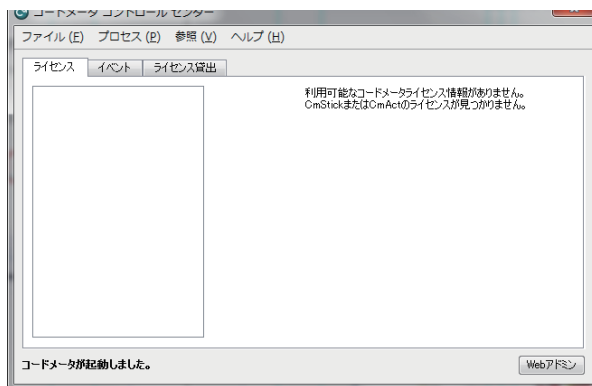 コードメータ コントロール センター
ファイル (F) プロセス (P) 参照 (V) ヘルプ (H)
ライセンス イベント ライセンス貸出
利用可能なコードメータライセンス情報がありません。
CmStickまたはCmActのライセンスが見つかりません。
コードメータが起動しました。
Webアドミン